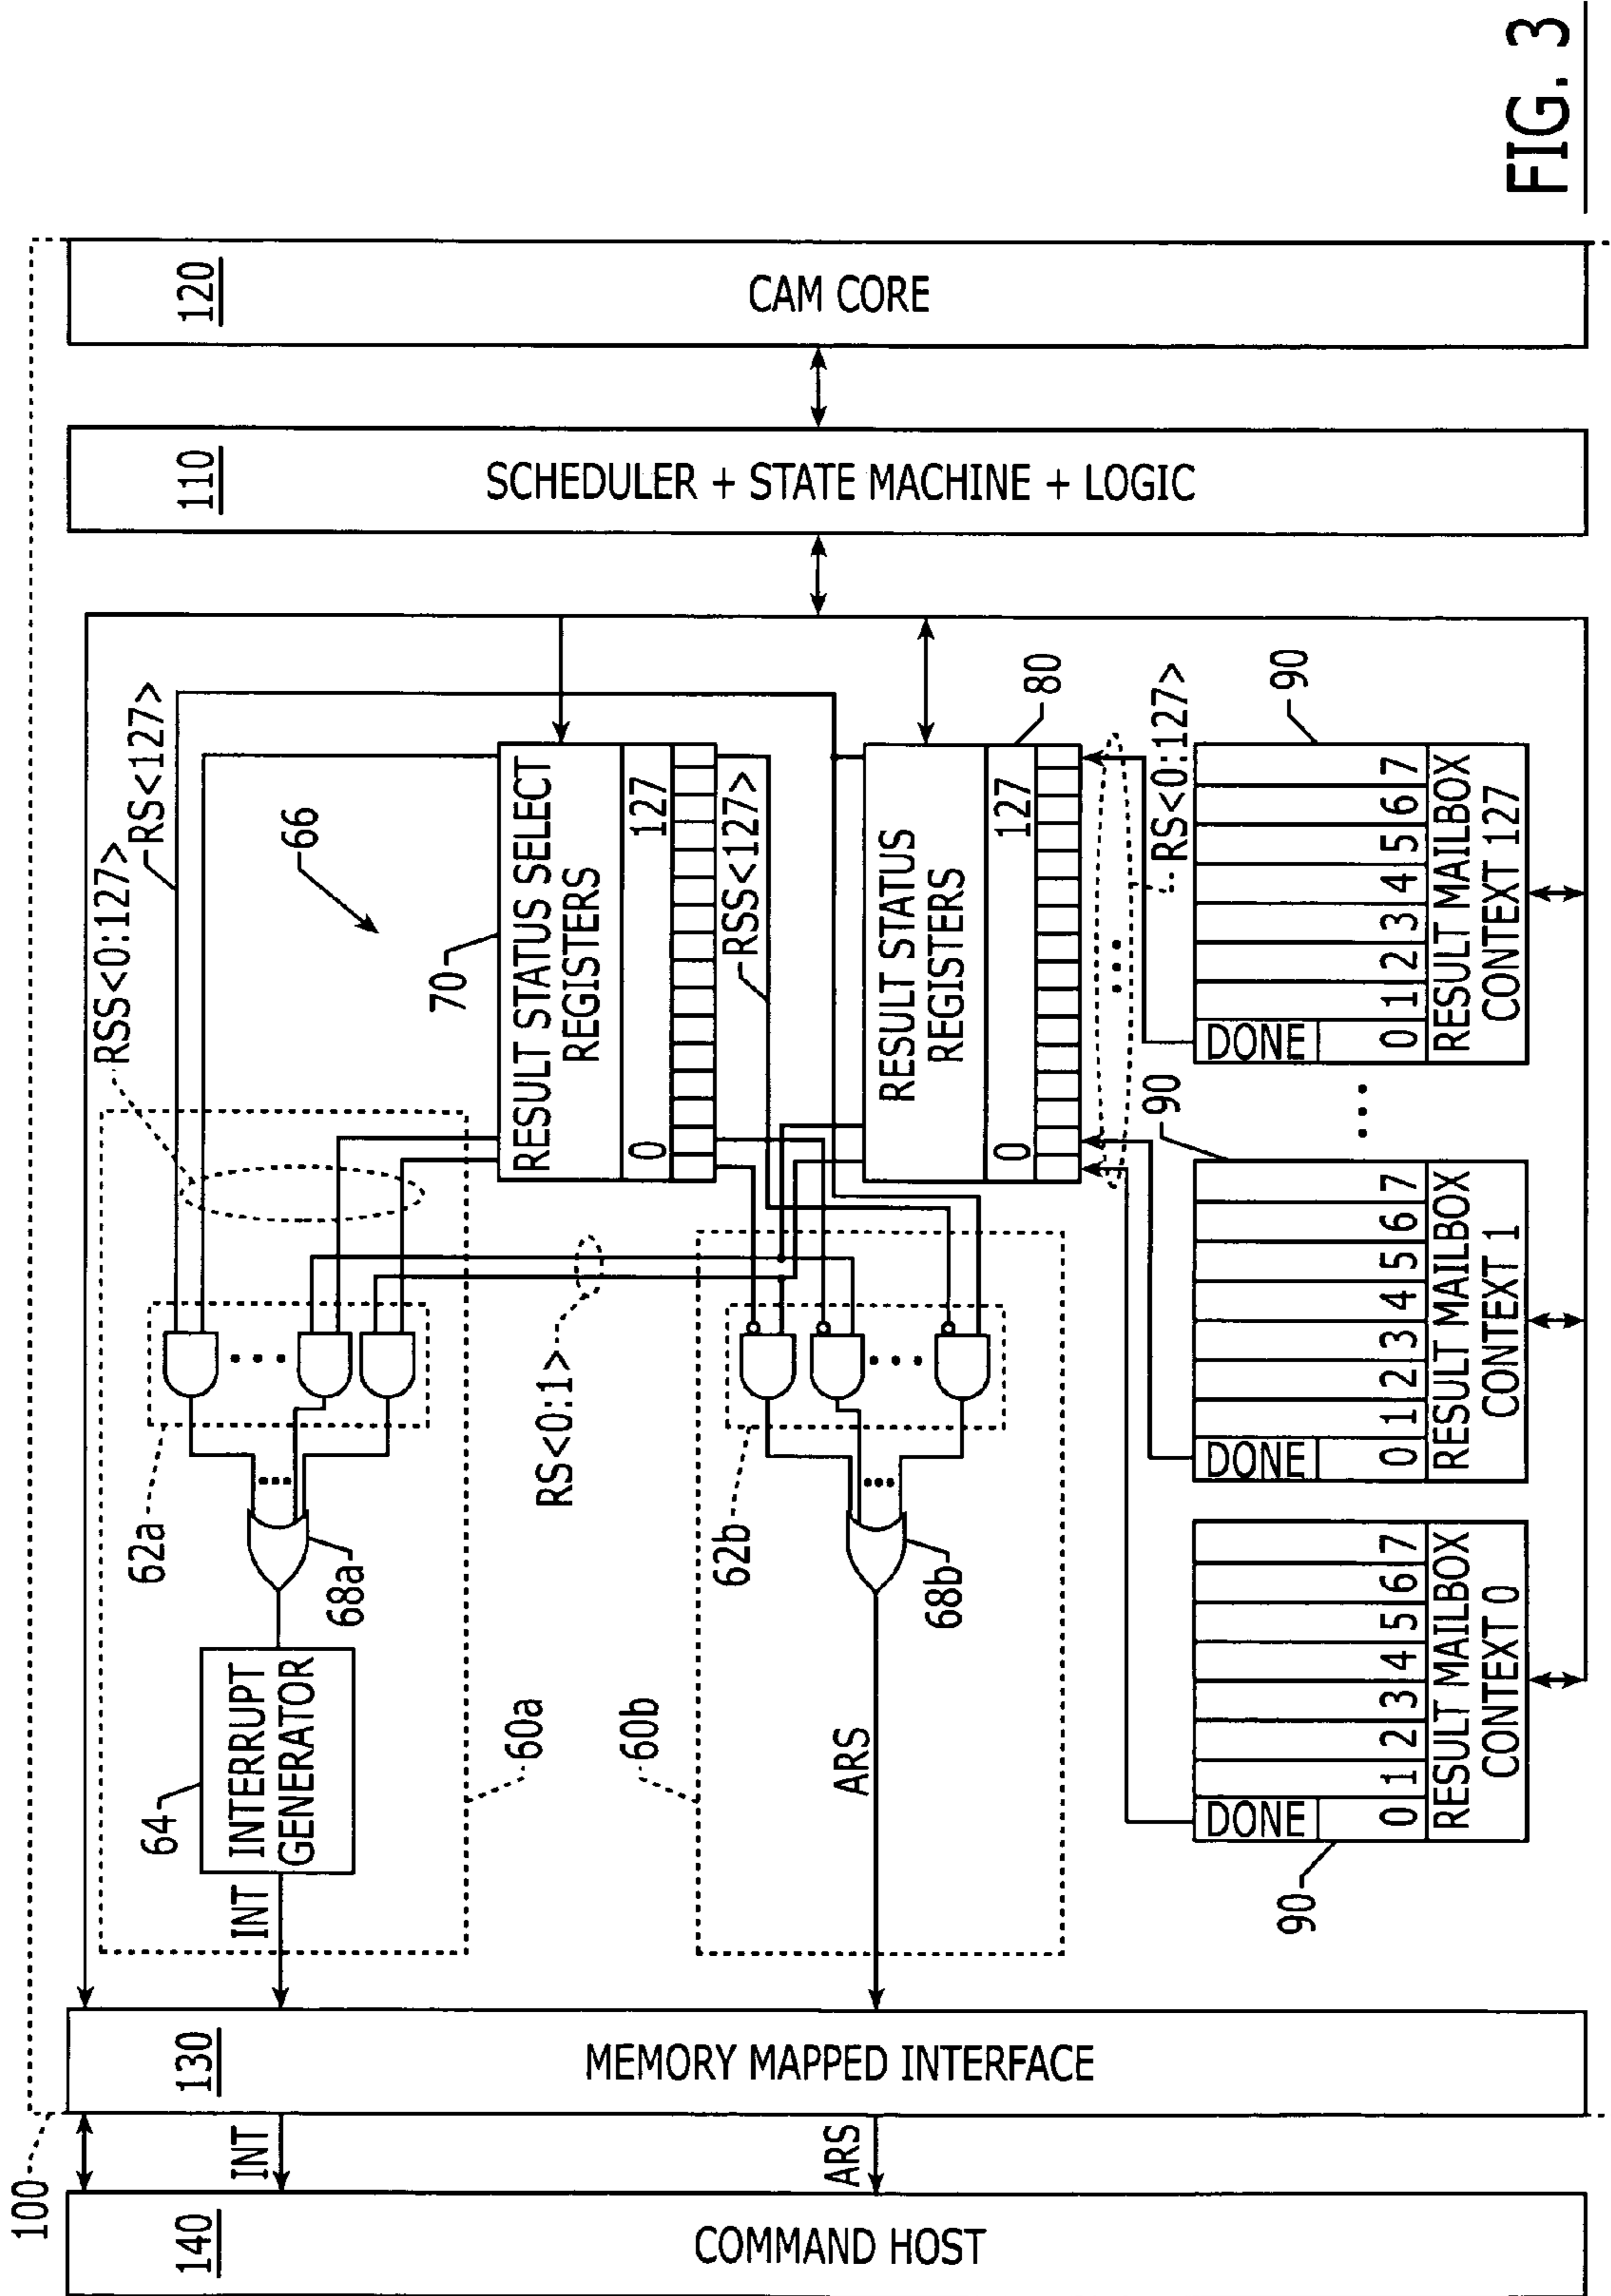 100
140
COMMAND HOST
INT
ARS
130
MEMORY MAPPED INTERFACE
INT
64
INTERRUPT
GENERATOR
68a
62a
60a
RSS<0:127>
RS<127>
66
70
RESULT STATUS SELECT
REGISTERS
0 127
RSS<127>
RS<0:1>
60b
ARS
62b
68b
RESULT STATUS
REGISTERS
0 127
80
RS<0:127>
90
DONE
0 1 2 3 4 5 6 7
RESULT MAILBOX
CONTEXT 0
90
DONE
0 1 2 3 4 5 6 7
RESULT MAILBOX
CONTEXT 1
90
DONE
0 1 2 3 4 5 6 7
RESULT MAILBOX
CONTEXT 127
110
SCHEDULER + STATE MACHINE + LOGIC
120
CAM CORE
FIG. 3